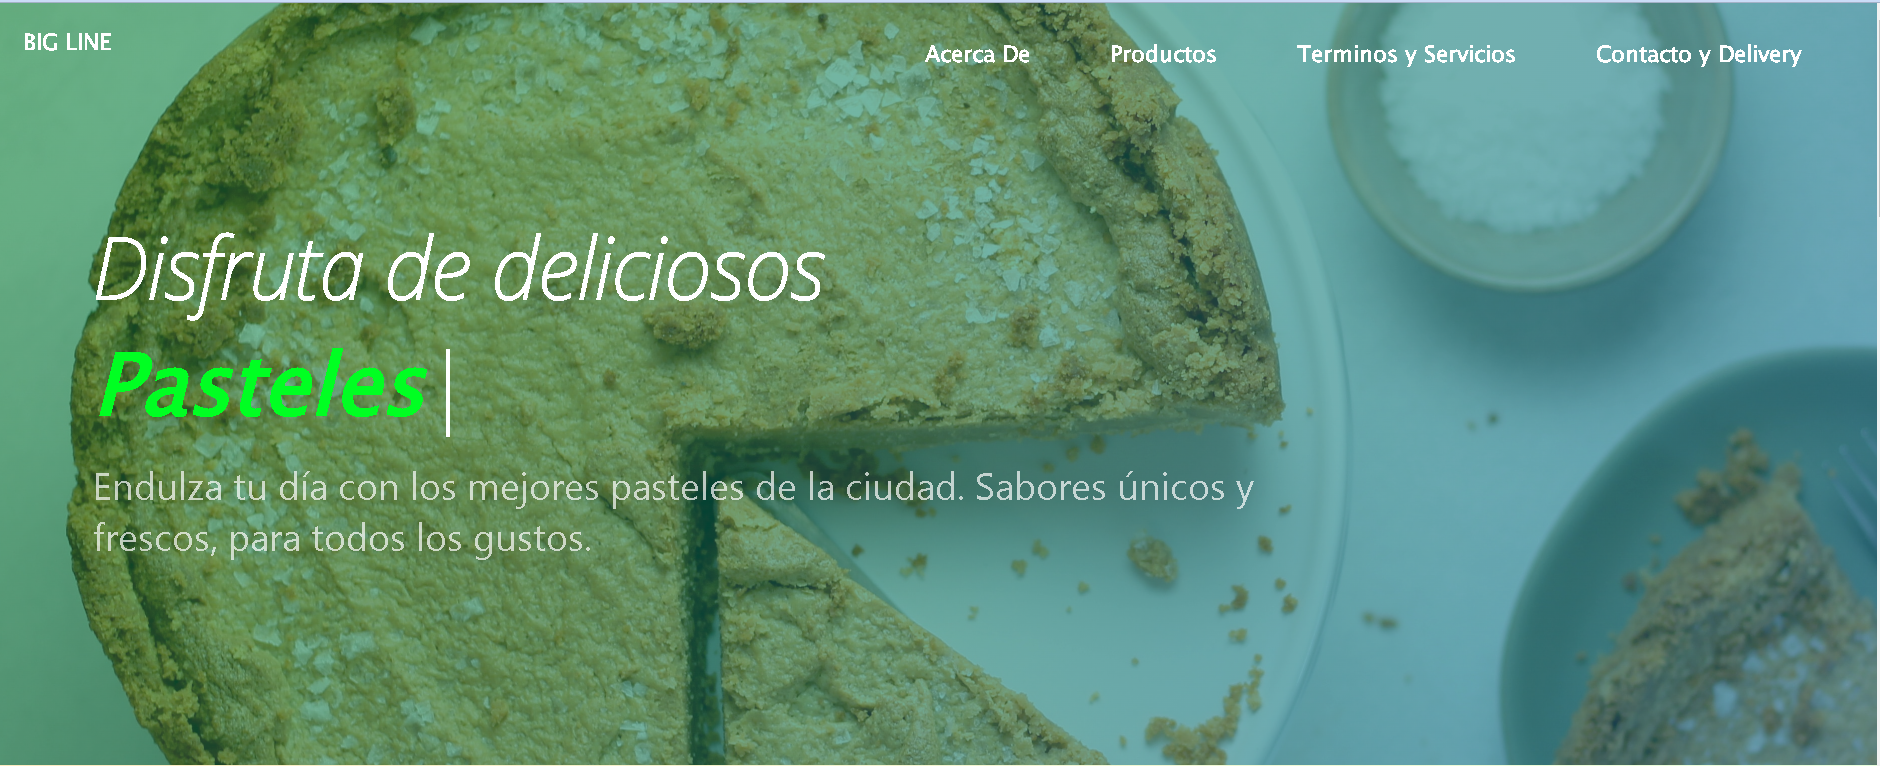 BIG LINE
Acerca De
Productos
Terminos y Servicios
Contacto y Delivery
Disfruta de deliciosos
Pasteles
Endulza tu día con los mejores pasteles de la ciudad. Sabores únicos y
frescos, para todos los gustos.